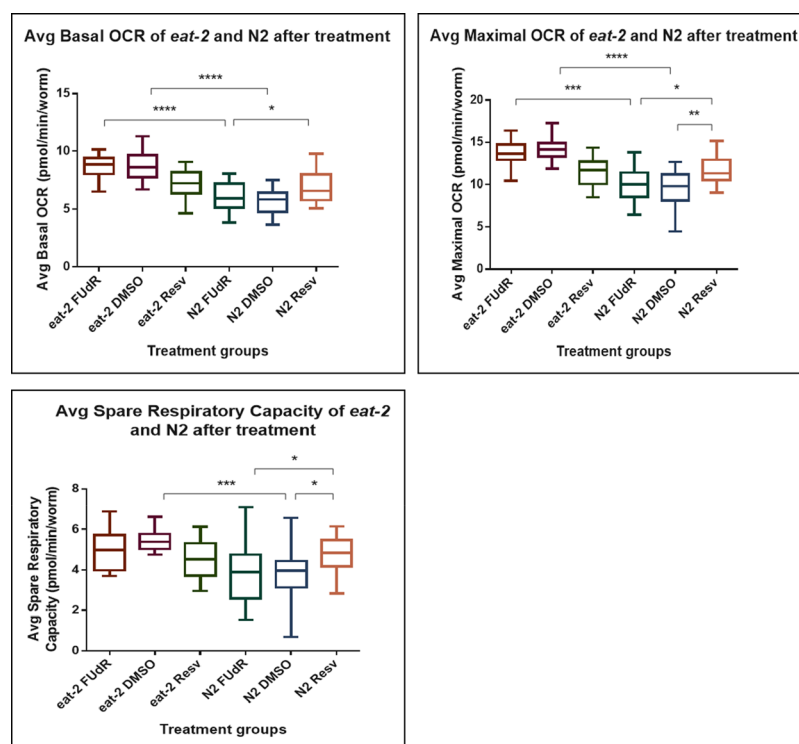 Avg Basal OCR of eat-2 and N2 after treatment
****
****
*
15
10
5
0
Avg Basal OCR (pmol/min/worm)
eat-2 FUdR
eat-2 DMSO
eat-2 Resv
N2 FUdR
N2 DMSO
N2 Resv
Treatment groups
Avg Maximal OCR of eat-2 and N2 after treatment
****
***
*
**
20
15
10
5
0
Avg Maximal OCR (pmol/min/worm)
eat-2 FUdR
eat-2 DMSO
eat-2 Resv
N2 FUdR
N2 DMSO
N2 Resv
Treatment groups
Avg Spare Respiratory Capacity of eat-2
and N2 after treatment
*
***
*
8
6
4
2
0
Avg Spare Respiratory
Capacity (pmol/min/worm)
eat-2 FUdR
eat-2 DMSO
eat-2 Resv
N2 FUdR
N2 DMSO
N2 Resv
Treatment groups